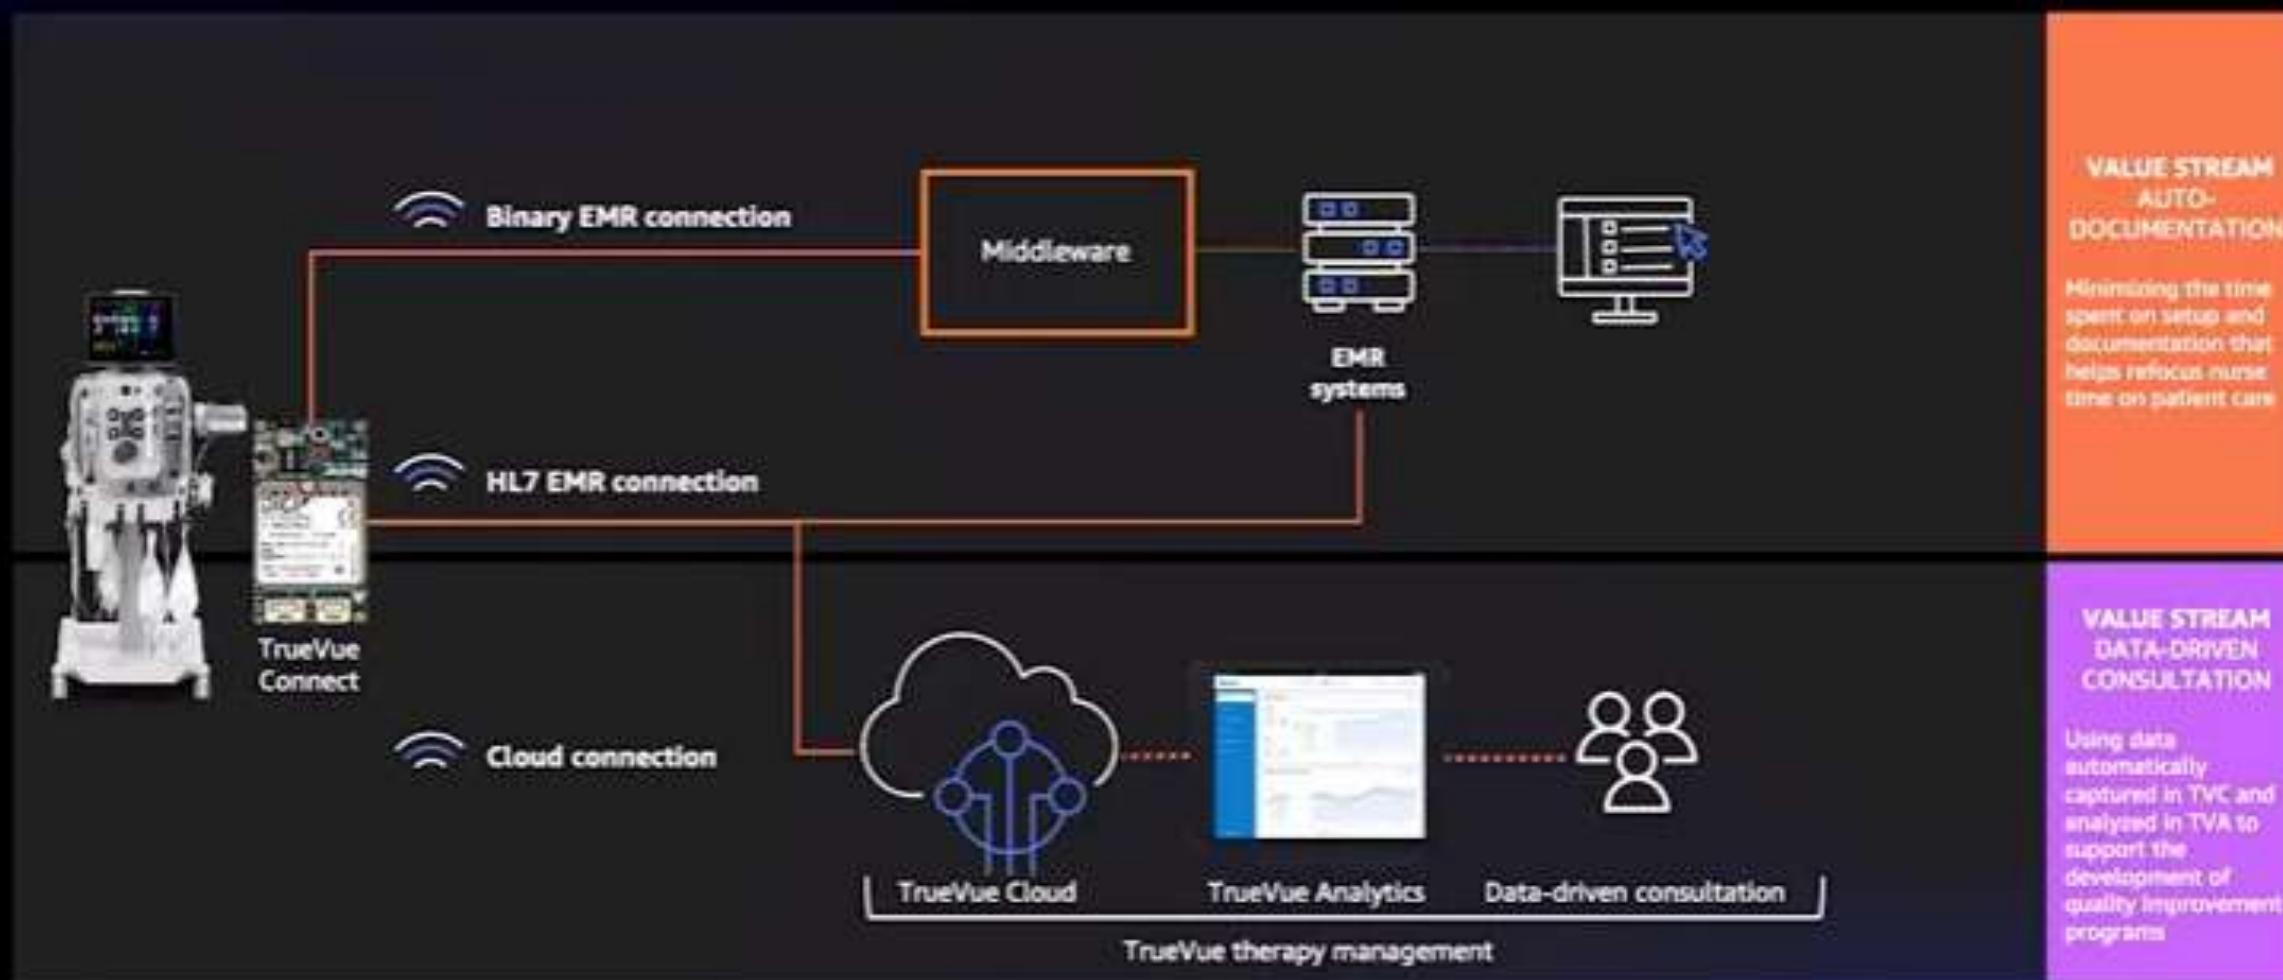 Binary EMR connection
Middleware
EMR
systems
HL7 EMR connection
TrueVue
Connect
Cloud connection
TrueVue Cloud
TrueVue Analytics
Data-driven consultation
TrueVue therapy management
VALUE STREAM
AUTO-
DOCUMENTATION
Minimizing the time
spent on setup and
documentation that
helps refocus nurse
time on patient care
VALUE STREAM
DATA-DRIVEN
CONSULTATION
Using data
automatically
captured in TVC and
analyzed in TVA to
support the
development of
quality improvement
programs